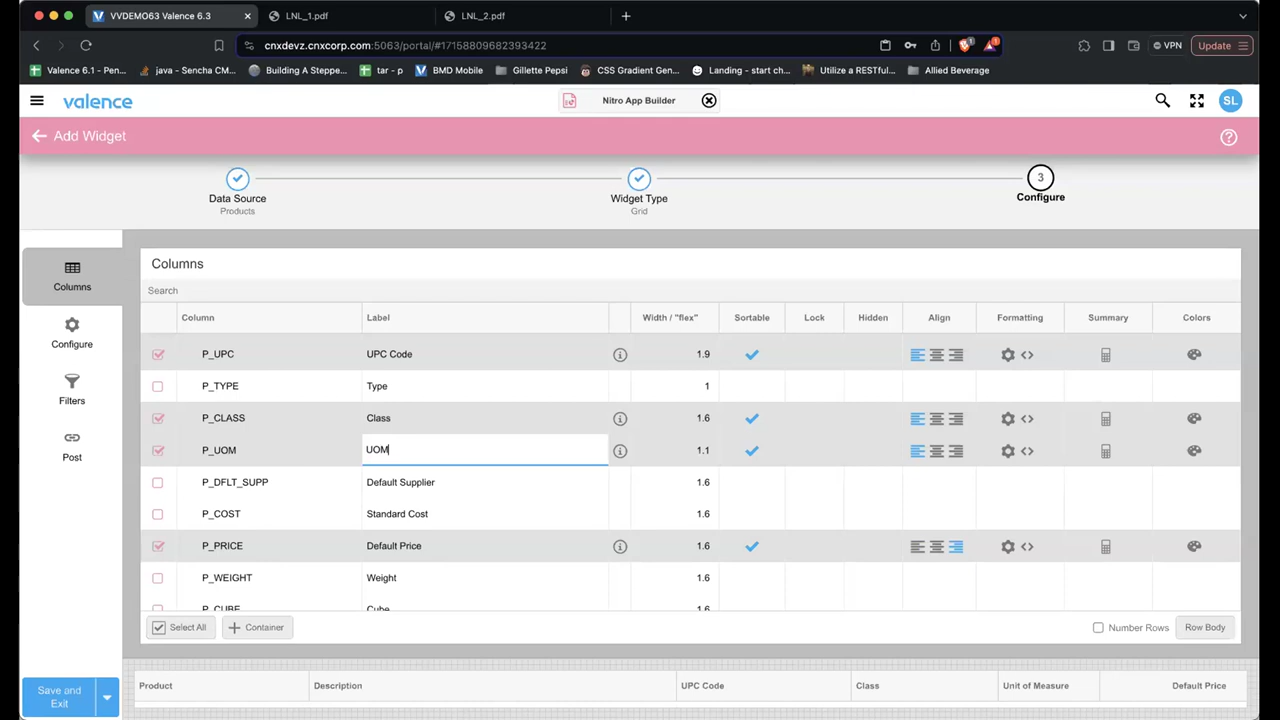 VVDEMO63 Valence 6.3
LNL_1.pdf
LNL_2.pdf
cnxdevz.cnxcorp.com:5063/portal/#17158809682393422
1
VPN
Update
Valence 6.1 - Pen...
java - Sencha CM...
Building A Steppe...
tar - p
BMD Mobile
Gillette Pepsi
CSS Gradient Gen...
Landing - start ch...
Utilize a RESTful...
Allied Beverage
valence
Nitro App Builder
SL
Add Widget
3
Data Source
Widget Type
Configure
Products
Grid
Columns
Configure
Filters
Post
Columns
Search
Column Label Width / "flex" Sortable Lock Hidden Align Formatting Summary Colors
P_UPC UPC Code 1.9
P_TYPE Type 1
P_CLASS Class 1.6
P_UOM UOM 1.1
P_DFLT_SUPP Default Supplier 1.6
P_COST Standard Cost 1.6
P_PRICE Default Price 1.6
P_WEIGHT Weight 1.6
P_CUBE Cube 1.6
Select All
Container
Number Rows
Row Body
Save and
Exit
Product Description UPC Code Class Unit of Measure Default Price